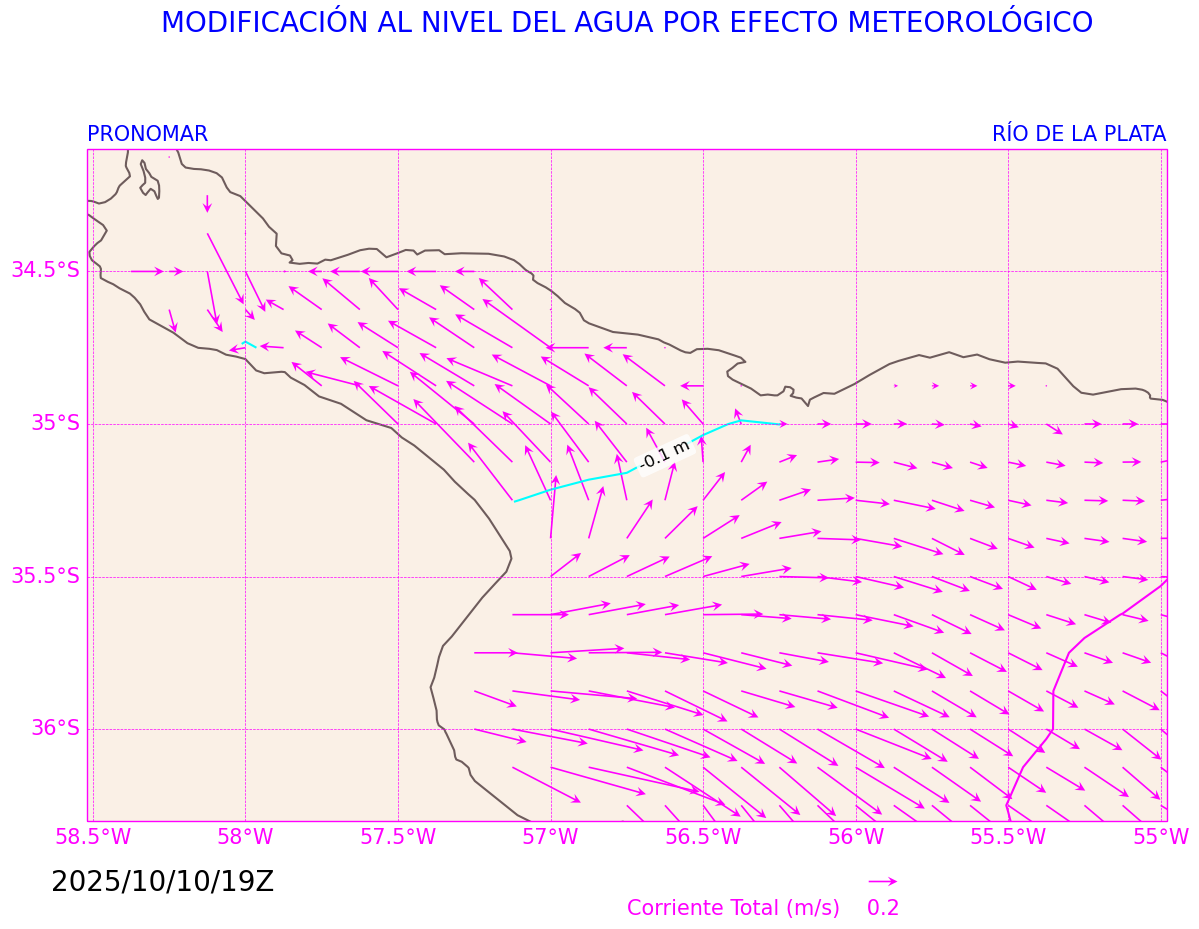 MODIFICACIÓN AL NIVEL DEL AGUA POR EFECTO METEOROLÓGICO
PRONOMAR
RÍO DE LA PLATA
34.5°S
35°S
35.5°S
36°S
-0.1 m
58.5°W
58°W
57.5°W
57°W
56.5°W
56°W
55.5°W
55°W
2025/10/10/19Z
Corriente Total (m/s)
0.2